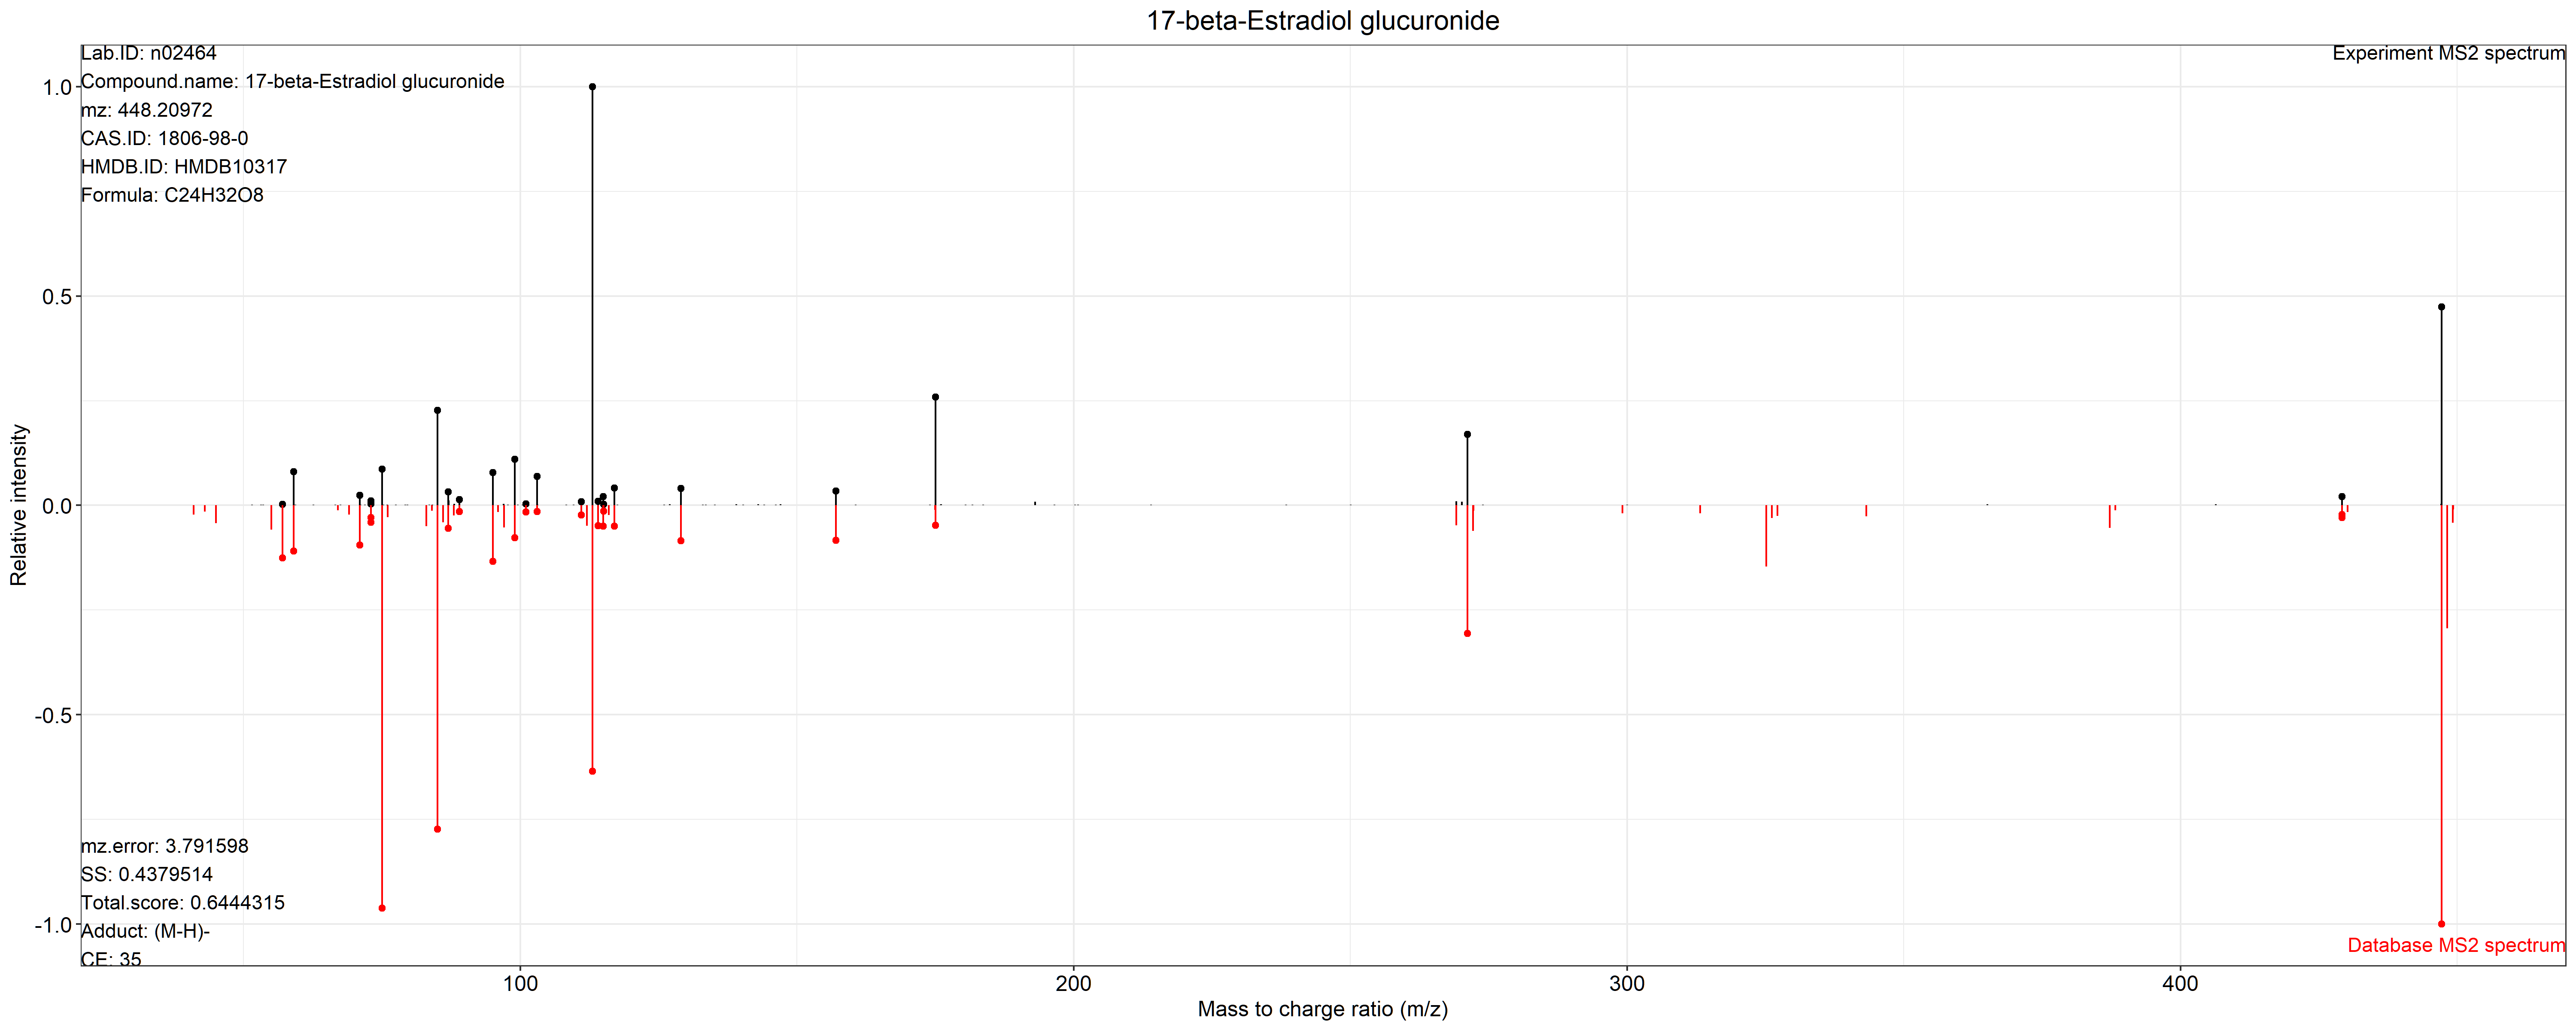 17-beta-Estradiol glucuronide
Lab.ID: n02464
Experiment MS2 spectrum
Compound.name: 17-beta-Estradiol glucuronide
mz: 448.20972
CAS.ID: 1806-98-0
HMDB.ID: HMDB10317
Formula: C24H32O8
1.0
0.5
0.0
-0.5
-1.0
Relative intensity
mz.error: 3.791598
SS: 0.4379514
Total.score: 0.6444315
Adduct: (M-H)-
CE: 35
Database MS2 spectrum
100 200 300 400
Mass to charge ratio (m/z)